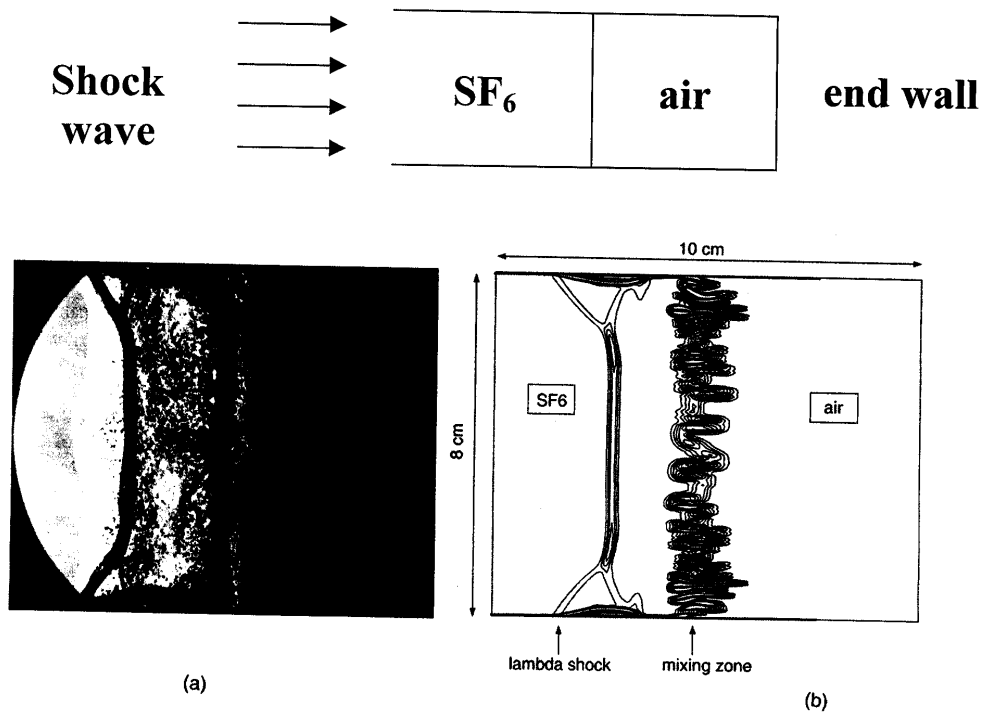 Shock
wave
SF₆
air
end wall
10 cm
8 cm
SF6
air
lambda shock
mixing zone
(a)
(b)